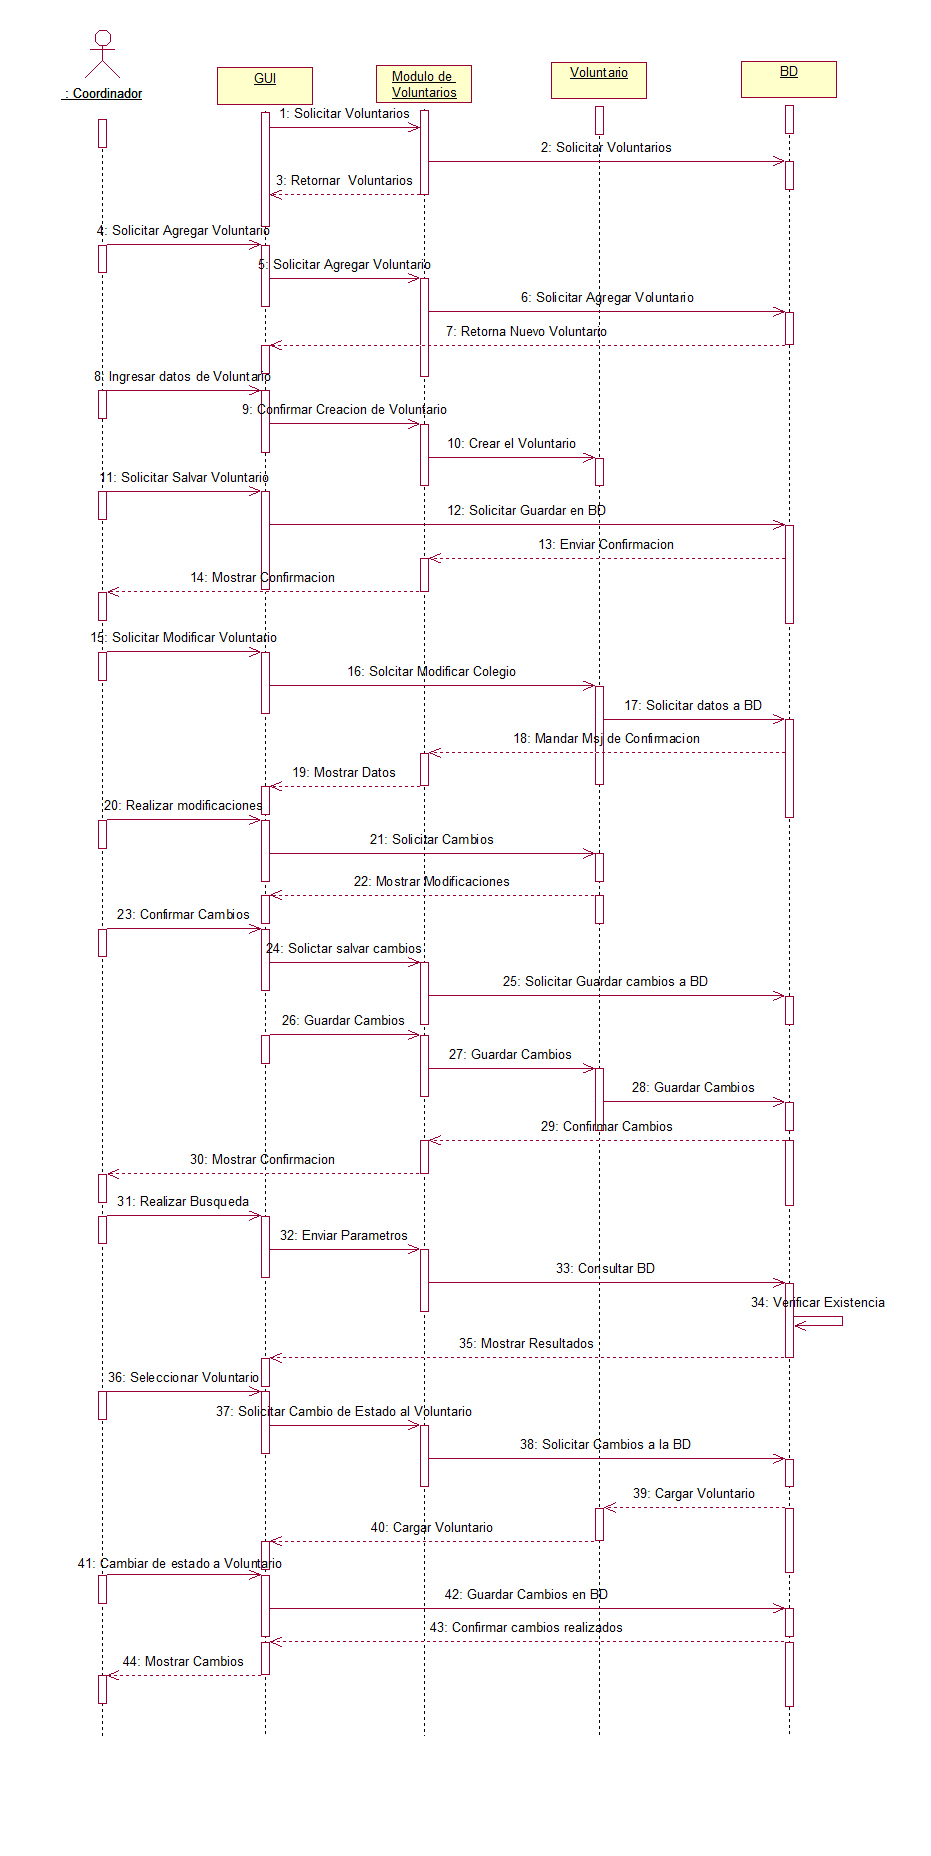 : Coordinador
GUI
Modulo de
Voluntarios
Voluntario
BD
1: Solicitar Voluntarios
2: Solicitar Voluntarios
3: Retornar Voluntarios
4: Solicitar Agregar Voluntario
5: Solicitar Agregar Voluntario
6: Solicitar Agregar Voluntario
7: Retorna Nuevo Voluntario
8: Ingresar datos de Voluntario
9: Confirmar Creacion de Voluntario
10: Crear el Voluntario
11: Solicitar Salvar Voluntario
12: Solicitar Guardar en BD
13: Enviar Confirmacion
14: Mostrar Confirmacion
15: Solicitar Modificar Voluntario
16: Solcitar Modificar Colegio
17: Solicitar datos a BD
18: Mandar Msj de Confirmacion
19: Mostrar Datos
20: Realizar modificaciones
21: Solicitar Cambios
22: Mostrar Modificaciones
23: Confirmar Cambios
24: Solictar salvar cambios
25: Solicitar Guardar cambios a BD
26: Guardar Cambios
27: Guardar Cambios
28: Guardar Cambios
29: Confirmar Cambios
30: Mostrar Confirmacion
31: Realizar Busqueda
32: Enviar Parametros
33: Consultar BD
34: Verificar Existencia
35: Mostrar Resultados
36: Seleccionar Voluntario
37: Solicitar Cambio de Estado al Voluntario
38: Solicitar Cambios a la BD
39: Cargar Voluntario
40: Cargar Voluntario
41: Cambiar de estado a Voluntario
42: Guardar Cambios en BD
43: Confirmar cambios realizados
44: Mostrar Cambios